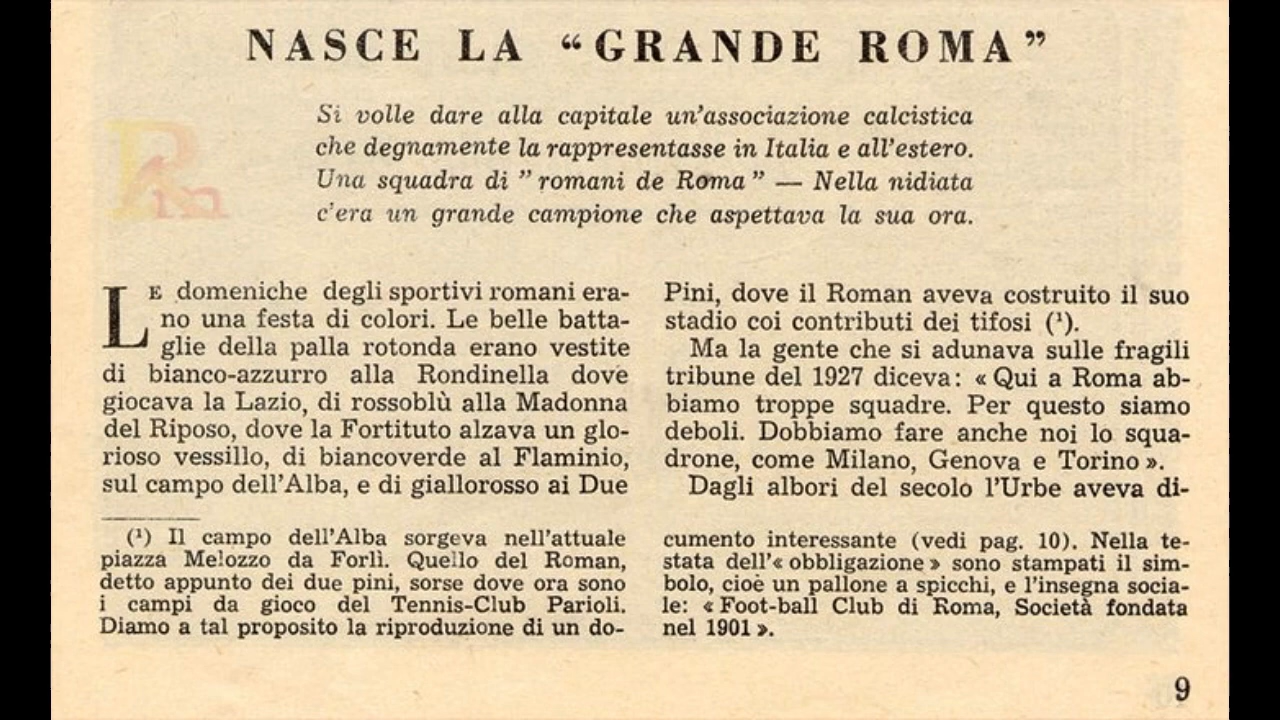 NASCE LA “GRANDE ROMA”
Si volle dare alla capitale un'associazione calcistica
che degnamente la rappresentasse in Italia e all'estero.
Una squadra di ” romani de Roma ” — Nella nidiata
c'era un grande campione che aspettava la sua ora.
LE domeniche degli sportivi romani era-
no una festa di colori. Le belle batta-
glie della palla rotonda erano vestite
di bianco-azzurro alla Rondinella dove
giocava la Lazio, di rossoblù alla Madonna
del Riposo, dove la Fortituto alzava un glo-
rioso vessillo, di biancoverde al Flaminio,
sul campo dell'Alba, e di giallorosso ai Due
Pini, dove il Roman aveva costruito il suo
stadio coi contributi dei tifosi (¹).
Ma la gente che si adunava sulle fragili
tribune del 1927 diceva: « Qui a Roma ab-
biamo troppe squadre. Per questo siamo
deboli. Dobbiamo fare anche noi lo squa-
drone, come Milano, Genova e Torino ».
Dagli albori del secolo l'Urbe aveva di-
(¹) Il campo dell'Alba sorgeva nell'attuale
piazza Melozzo da Forlì. Quello del Roman,
detto appunto dei due pini, sorse dove ora sono
i campi da gioco del Tennis-Club Parioli.
Diamo a tal proposito la riproduzione di un do-
cumento interessante (vedi pag. 10). Nella te-
stata dell'« obbligazione » sono stampati il sim-
bolo, cioè un pallone a spicchi, e l'insegna socia-
le: « Foot-ball Club di Roma, Società fondata
nel 1901 ».
9